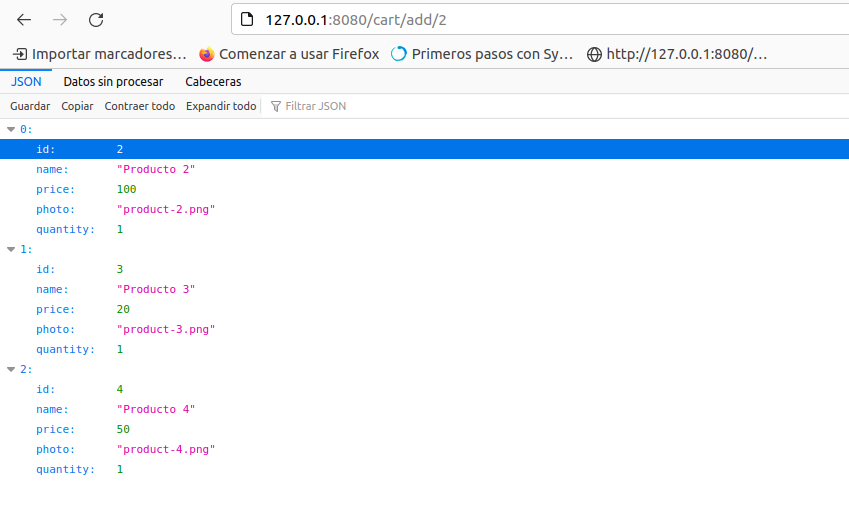 127.0.0.1:8080/cart/add/2
Importar marcadores… Comenzar a usar Firefox Primeros pasos con Sy… http://127.0.0.1:8080/…
JSON Datos sin procesar Cabeceras
Guardar Copiar Contraer todo Expandir todo Filtrar JSON
0:
id: 2
name: "Producto 2"
price: 100
photo: "product-2.png"
quantity: 1
1:
id: 3
name: "Producto 3"
price: 20
photo: "product-3.png"
quantity: 1
2:
id: 4
name: "Producto 4"
price: 50
photo: "product-4.png"
quantity: 1